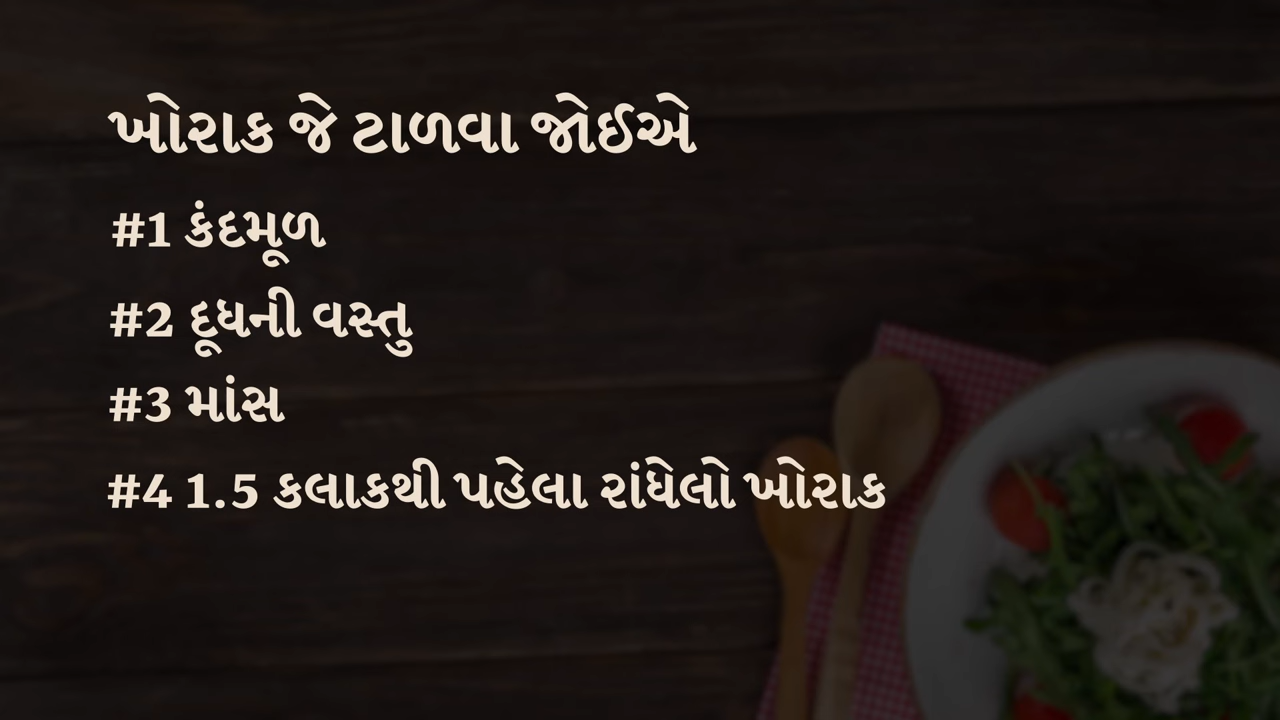 ખોરાક જે ટાળવા જોઈએ
#1 કંદમૂળ
#2 દૂધની વસ્તુ
#3 માંસ
#4 1.5 કલાકથી પહેલા રાંધેલો ખોરાક